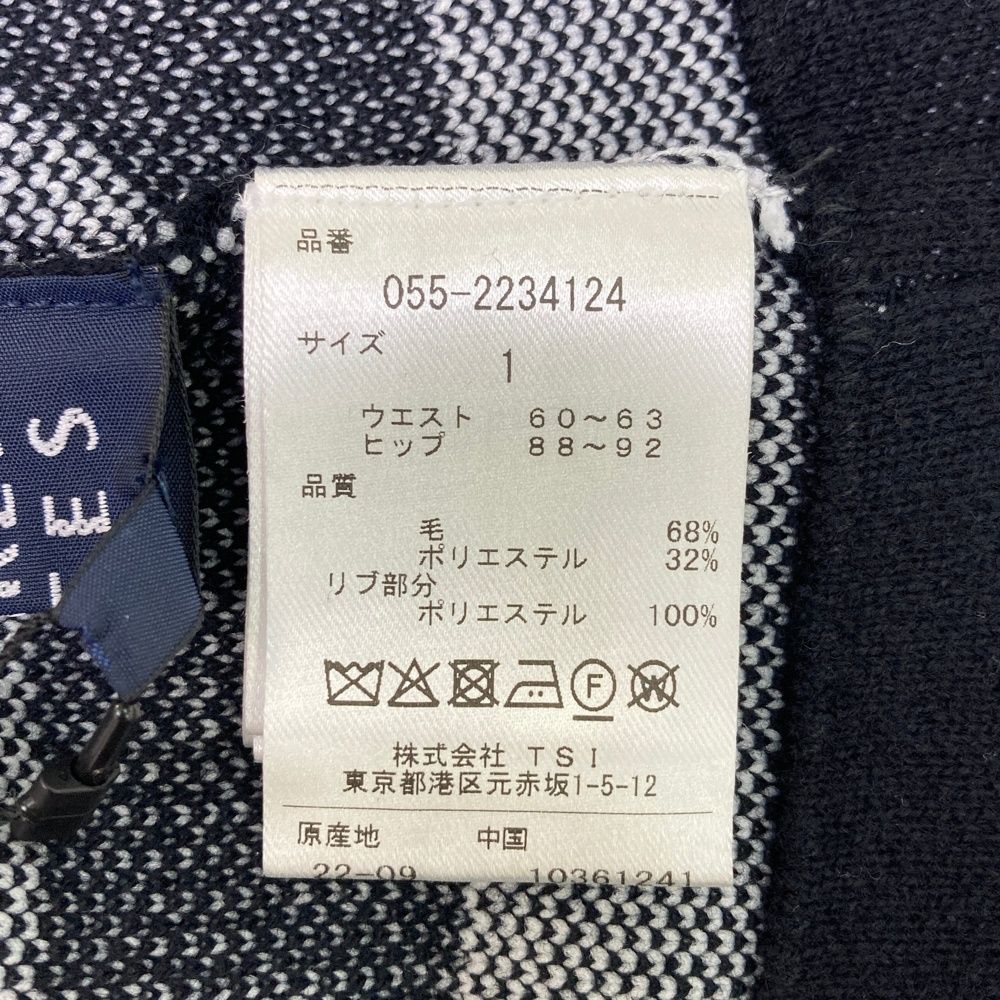 品番
055-2234124
サイズ
1
ウエスト 60～63
ヒップ 88～92
品質
毛 68%
ポリエステル 32%
リブ部分
ポリエステル 100%
F
W
株式会社 TSI
東京都港区元赤坂1-5-12
原産地 中国
22-09 10361241